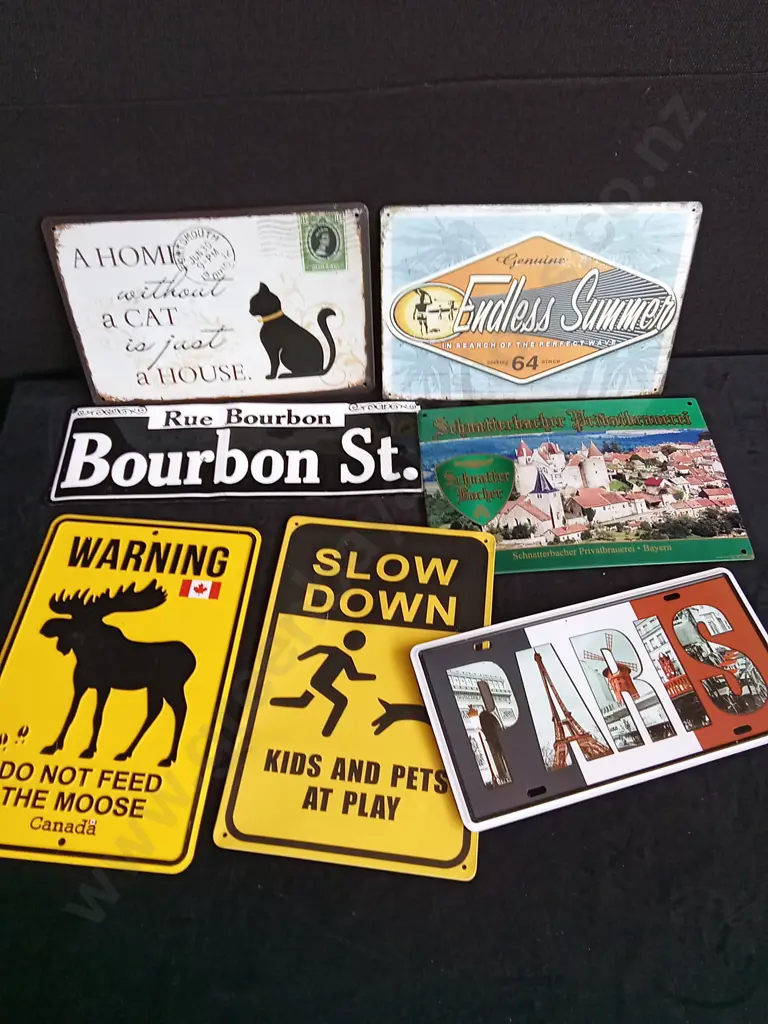 A HOME
without
a CAT
is just
a HOUSE.
Genuine
Endless Summer
IN SEARCH OF THE PERFECT WAVE
64
since
Rue Bourbon
Bourbon St.
Schnatterbacher Privatbrauerei
Schnatter
Bacher
Schnatterbacher Privatbrauerei • Bayern
WARNING
DO NOT FEED
THE MOOSE
Canada
SLOW
DOWN
KIDS AND PETS
AT PLAY
PARIS